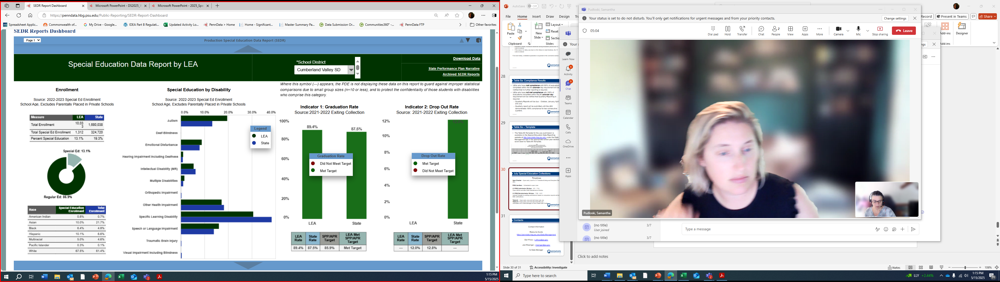 SEDR Report Dashboard
Microsoft PowerPoint - DS2025_V
Microsoft PowerPoint - 2025_Spe
https://penndata.hbg.psu.edu/Public-Reporting/SEDR-Report-Dashboard
Spreadsheet Applic...
Commonwealth of...
My Drive - Google...
IDEA Part B Regulati...
Updated Activity Lo...
PennData > Home
Home - Significant...
Master Summary Pa...
Data Submission Or...
Communities360° -...
PennData FTP
Other favorites
SEDR Reports Dashboard
Page 1
Production Special Education Data Report (SEDR)
Special Education Data Report by LEA
*School District
Cumberland Valley SD
Download Data
State Performance Plan Narrative
Archived SEDR Reports
Where this symbol (---) appears, the PDE is not displaying these data on this report to guard against improper statistical
comparisons due to small group sizes (n=10 or less), and to protect the confidentiality of those students with disabilities
who comprise this category.
Enrollment
Source: 2022-2023 Special Ed Enrollment
School Age, Excludes Parentally Placed in Private Schools
Measure LEA State
Total Enrollment 10,03
3 1,680,038
Total Special Ed Enrollment 1,312 324,720
Percent Special Education 13.1% 19.3%
Special Ed: 13.1%
Regular Ed: 86.9%
Race Special Education Enrollment Total Enrollment
American Indian 0.8% 0.7%
Asian 10.0% 21.7%
Black 6.4% 4.8%
Hispanic 10.1% 6.6%
Multiracial 5.0% 4.6%
Pacific Islander 0.3% 0.1%
White 67.5% 61.4%
Special Education by Disability
Source: 2022-2023 Special Ed Enrollment
School Age, Excludes Parentally Placed in Private Schools
0.0% 10.0% 20.0% 30.0% 40.0%
Autism
Deaf-Blindness
Emotional Disturbance
Hearing Impairment Including Deafness
Intellectual Disability (MR)
Multiple Disabilities
Orthopedic Impairment
Other Health Impairment
Specific Learning Disability
Speech or Language Impairment
Traumatic Brain Injury
Visual Impairment Including Blindness
Legend
LEA
State
Indicator 1: Graduation Rate
Source:2021-2022 Exiting Collection
100%
80%
60%
40%
20%
0%
89.4%
87.5%
Graduation Rate
Did Not Meet Target
Met Target
LEA
State
LEA Rate State Rate SPP/APR Target LEA Met SPP/APR Target
89.4% 87.5% 85.9% Met Target
Indicator 2: Drop Out Rate
Source: 2021-2022 Exiting Collection
12%
10%
8%
6%
4%
2%
0%
12.0%
Drop Out Rate
Met Target
Did Not Meet Target
LEA
State
LEA Rate State Rate SPP/APR Target LEA Met SPP/APR Target
--- 12.0% 12.8% ---
1:15 PM
5/15/2025
AutoSave
Off
File
Home
Insert
Draw
Design
Record
Present in Teams
Share
Paste
Clipboard
New
Slide
Layout
Reset
Sectio
Slides
Add-ins
Add-ins
Designer
28
Table 8a: Compliance Results
29
Table 8a – Template
30
July Special Education Collections
Timelines
31
Contacts
Contact Information
Resource Guide
https://penndata.hbg.psu.edu/Data-Management
IU Data Manager
Your s
Learn Now
Activity
Chat
Teams
Calendar
Calls
OneDrive
Apps
Pudloski, Samantha
Your status is set to do not disturb. You'll only get notifications for urgent messages and from your priority contacts.
Change settings
05:04
Dial pad
Hold
Transfer
Chat
People
2
View
Apps
More
Camera
Mic
Stop sharing
Leave
Pudloski, Samantha
(no title)
3/7
User joined
(no title)
3/7
Type a message
Click to add notes
Slide 30 of 31
Accessibility: Investigate
Notes
106%
Type here to search
LLY +2.44%
1:15 PM
5/15/2025
20